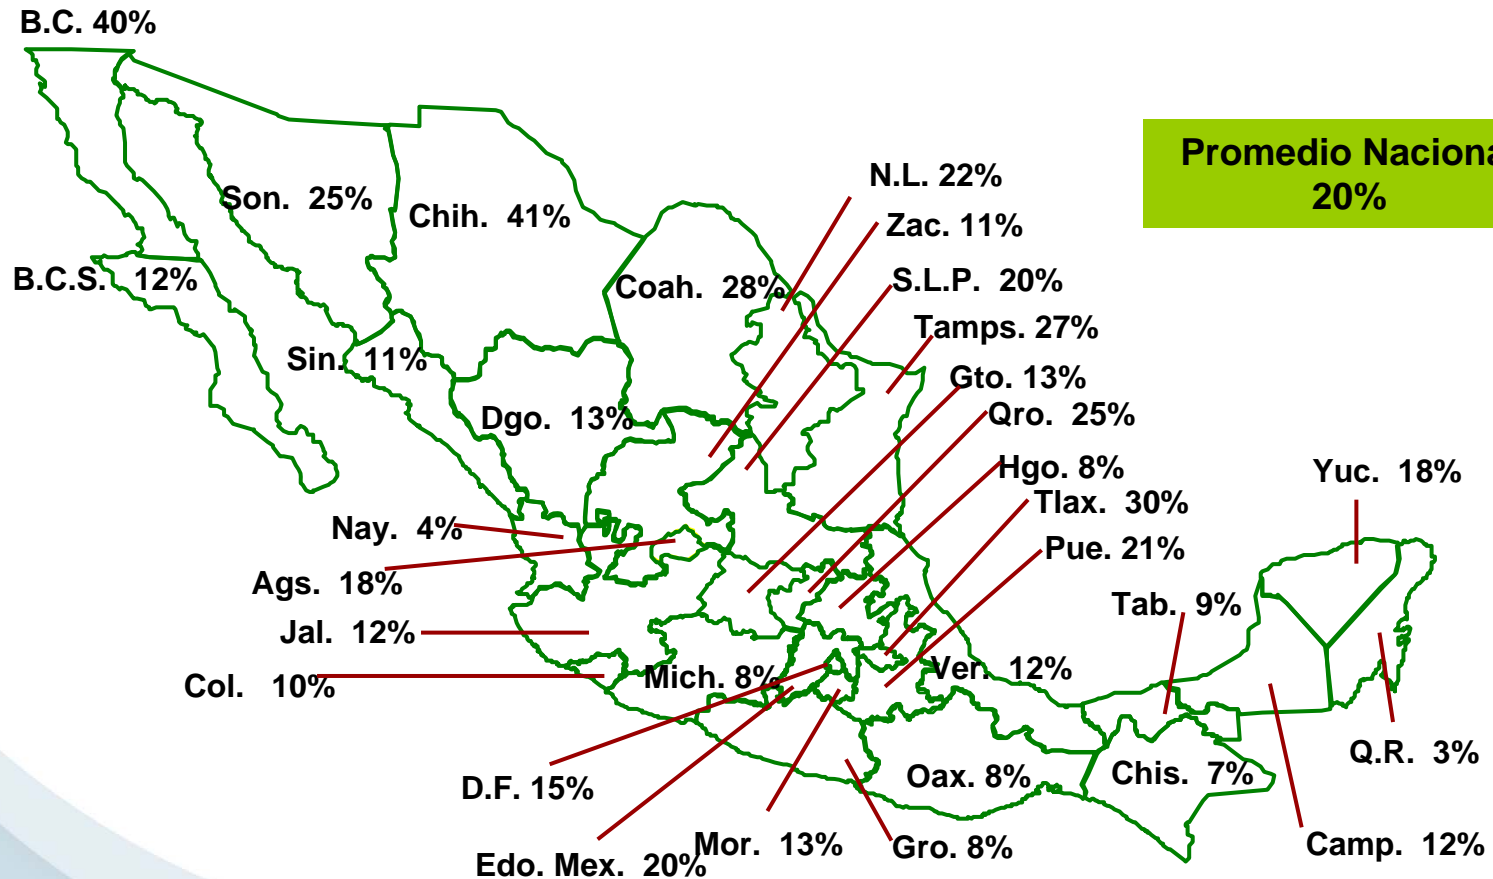 B.C. 40%
Promedio Naciona
20%
N.L. 22%
Son. 25%
Chih. 41%
Zac. 11%
B.C.S. 12%
Coah. 28%
S.L.P. 20%
Tamps. 27%
Sin. 11%
Gto. 13%
Dgo. 13%
Qro. 25%
Hgo. 8%
Yuc. 18%
Tlax. 30%
Nay. 4%
Pue. 21%
Ags. 18%
Tab. 9%
Jal. 12%
Ver. 12%
Mich. 8%
Col. 10%
Q.R. 3%
Oax. 8%
Chis. 7%
D.F. 15%
Mor. 13%
Gro. 8%
Camp. 12%
Edo. Mex. 20%